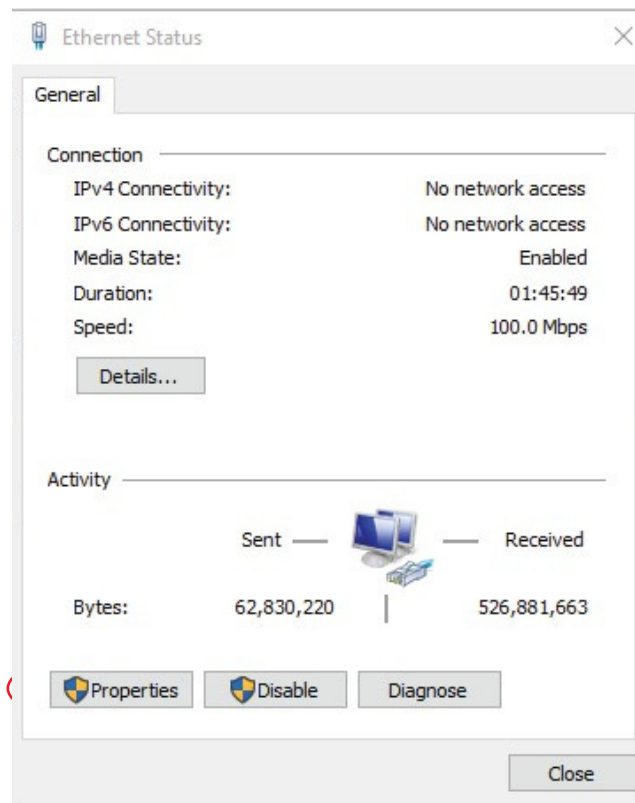 Ethernet Status
General
Connection
IPv4 Connectivity: No network access
IPv6 Connectivity: No network access
Media State: Enabled
Duration: 01:45:49
Speed: 100.0 Mbps
Details...
Activity
Sent Received
Bytes: 62,830,220 526,881,663
Properties Disable Diagnose
Close